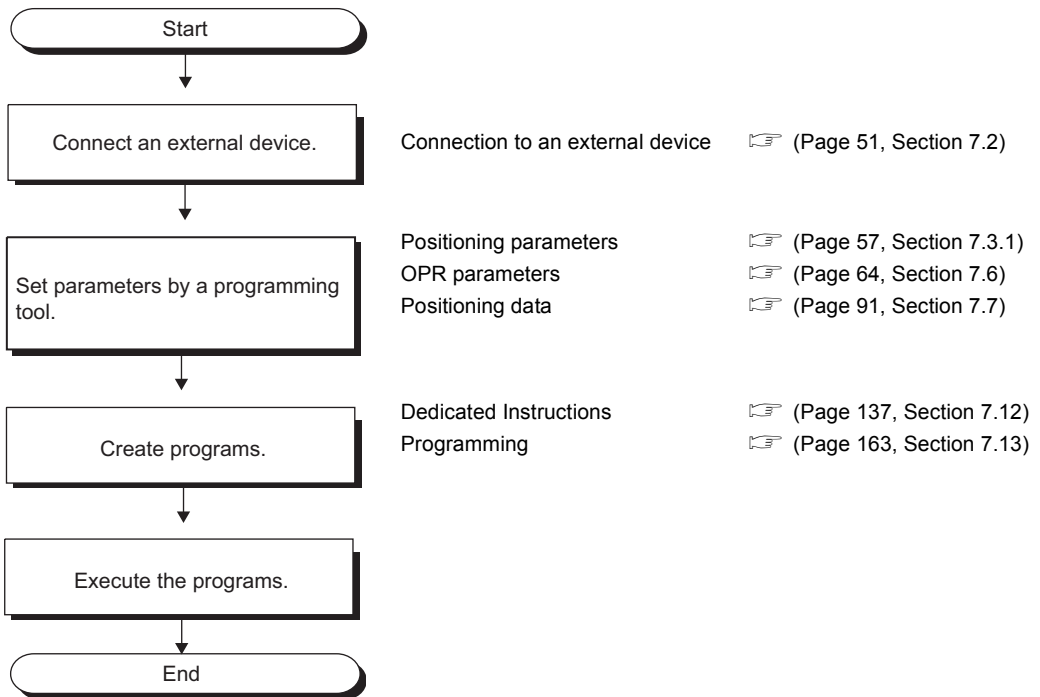 Start
Connect an external device.
Connection to an external device (Page 51, Section 7.2)
Set parameters by a programming
tool.
Positioning parameters (Page 57, Section 7.3.1)
OPR parameters (Page 64, Section 7.6)
Positioning data (Page 91, Section 7.7)
Create programs.
Dedicated Instructions (Page 137, Section 7.12)
Programming (Page 163, Section 7.13)
Execute the programs.
End